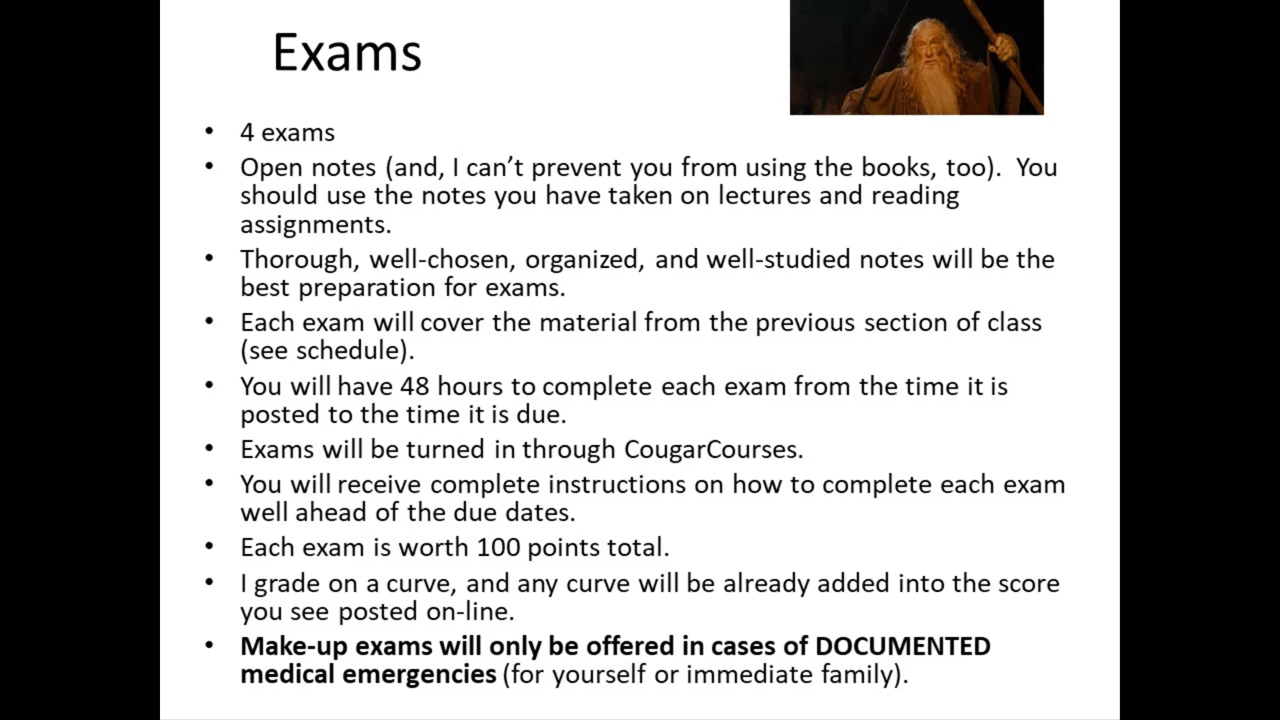 Exams
• 4 exams
• Open notes (and, I can’t prevent you from using the books, too).  You
should use the notes you have taken on lectures and reading
assignments.
• Thorough, well-chosen, organized, and well-studied notes will be the
best preparation for exams.
• Each exam will cover the material from the previous section of class
(see schedule).
• You will have 48 hours to complete each exam from the time it is
posted to the time it is due.
• Exams will be turned in through CougarCourses.
• You will receive complete instructions on how to complete each exam
well ahead of the due dates.
• Each exam is worth 100 points total.
• I grade on a curve, and any curve will be already added into the score
you see posted on-line.
• Make-up exams will only be offered in cases of DOCUMENTED
medical emergencies (for yourself or immediate family).